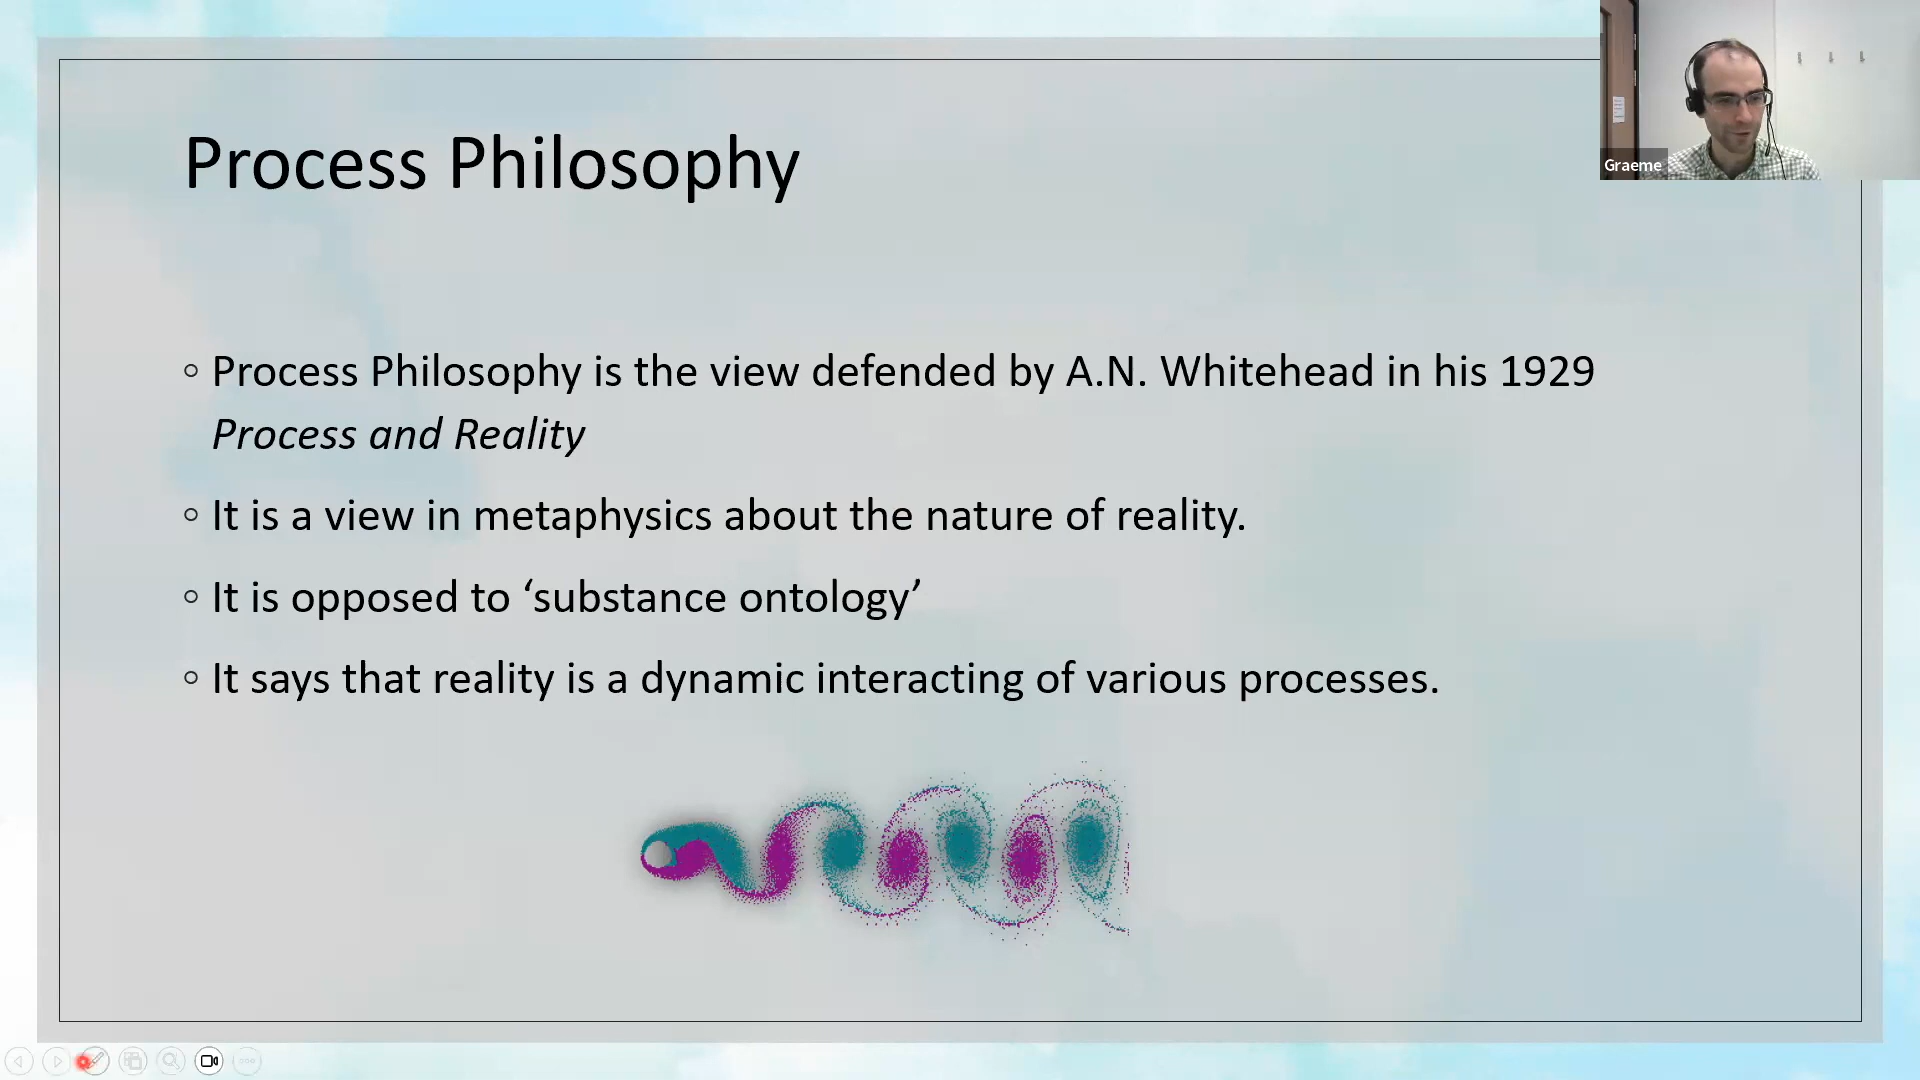 Process Philosophy
Graeme
◦ Process Philosophy is the view defended by A.N. Whitehead in his 1929
Process and Reality
◦ It is a view in metaphysics about the nature of reality.
◦ It is opposed to ‘substance ontology’
◦ It says that reality is a dynamic interacting of various processes.